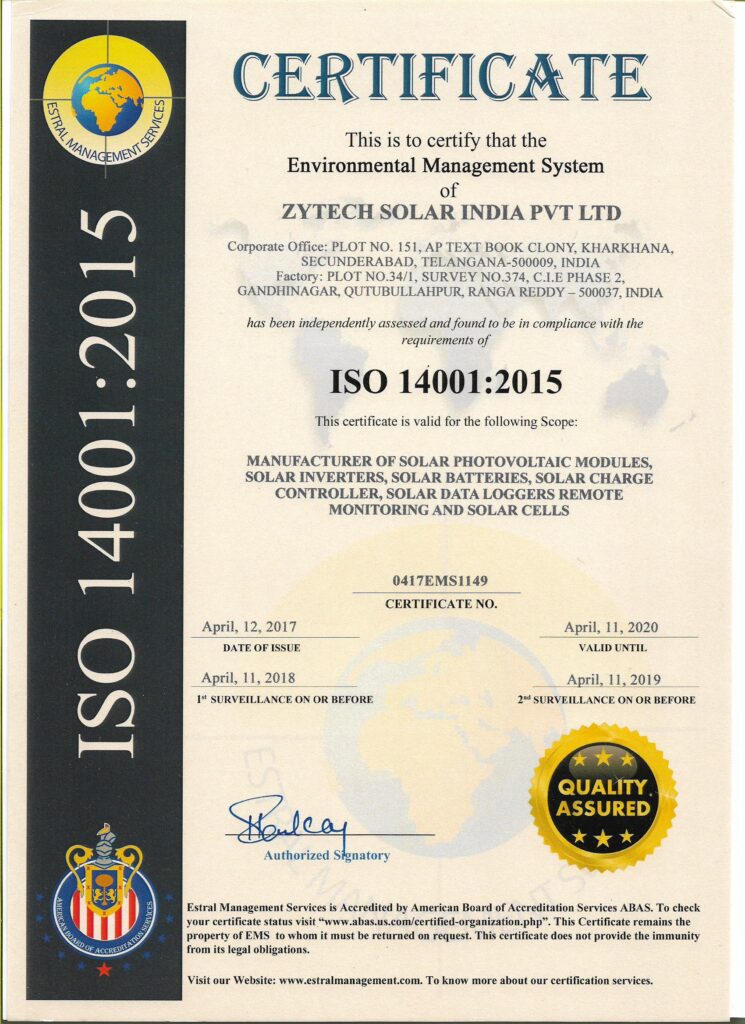 ESTRAL MANAGEMENT SERVICES
ISO 14001:2015
AMERICAN BOARD OF ACCREDITATION SERVICES
CERTIFICATE
This is to certify that the
Environmental Management System
of
ZYTECH SOLAR INDIA PVT LTD
Corporate Office: PLOT NO. 151, AP TEXT BOOK CLONY, KHARKHANA,
SECUNDERABAD, TELANGANA-500009, INDIA
Factory: PLOT NO.34/1, SURVEY NO.374, C.I.E PHASE 2,
GANDHINAGAR, QUTUBULLAHPUR, RANGA REDDY – 500037, INDIA
has been independently assessed and found to be in compliance with the
requirements of
ISO 14001:2015
This certificate is valid for the following Scope:
MANUFACTURER OF SOLAR PHOTOVOLTAIC MODULES,
SOLAR INVERTERS, SOLAR BATTERIES, SOLAR CHARGE
CONTROLLER, SOLAR DATA LOGGERS REMOTE
MONITORING AND SOLAR CELLS
0417EMS1149
CERTIFICATE NO.
April, 12, 2017 April, 11, 2020
DATE OF ISSUE VALID UNTIL
April, 11, 2018 April, 11, 2019
1st SURVEILLANCE ON OR BEFORE 2nd SURVEILLANCE ON OR BEFORE
QUALITY
ASSURED
Authorized Signatory
Estral Management Services is Accredited by American Board of Accreditation Services ABAS. To check
your certificate status visit “www.abas.us.com/certified-organization.php”. This Certificate remains the
property of EMS to whom it must be returned on request. This certificate does not provide the immunity
from its legal obligations.
Visit our Website: www.estralmanagement.com. To know more about our certification services.